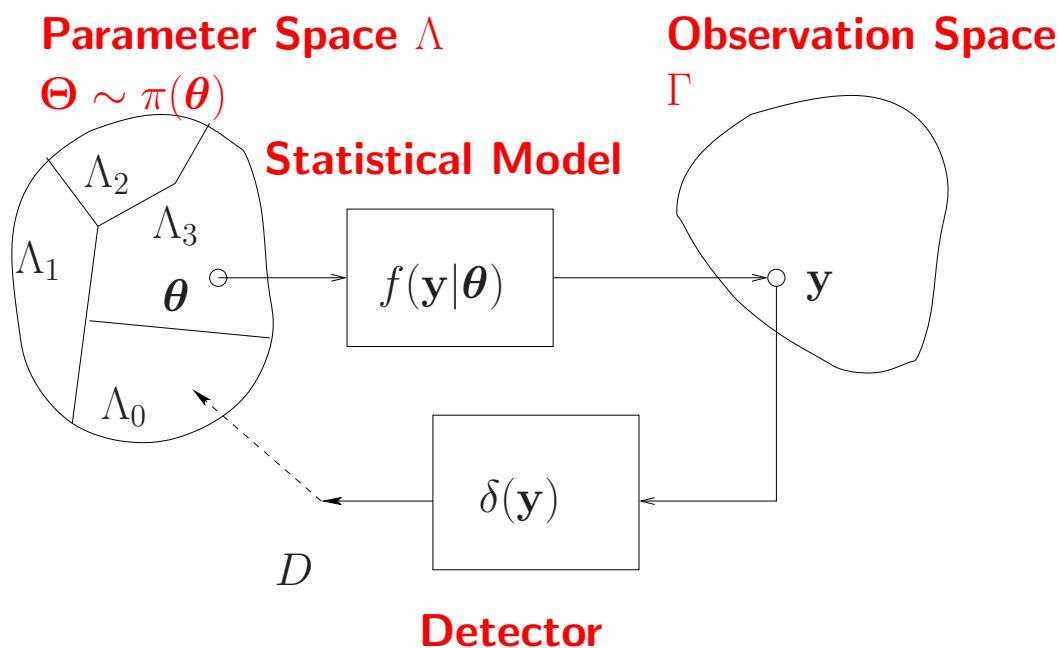 Parameter Space Λ
Θ ∼ π(θ)
Observation Space
Γ
Statistical Model
Λ₂
Λ₃
Λ₁
θ
f(y|θ)
y
Λ₀
δ(y)
D
Detector